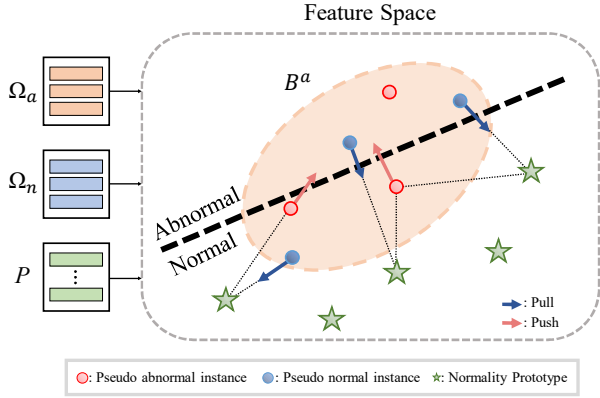 Feature Space
Ω_a
B^a
Ω_n
Abnormal
Normal
P
: Pull
: Push
: Pseudo abnormal instance
: Pseudo normal instance
: Normality Prototype